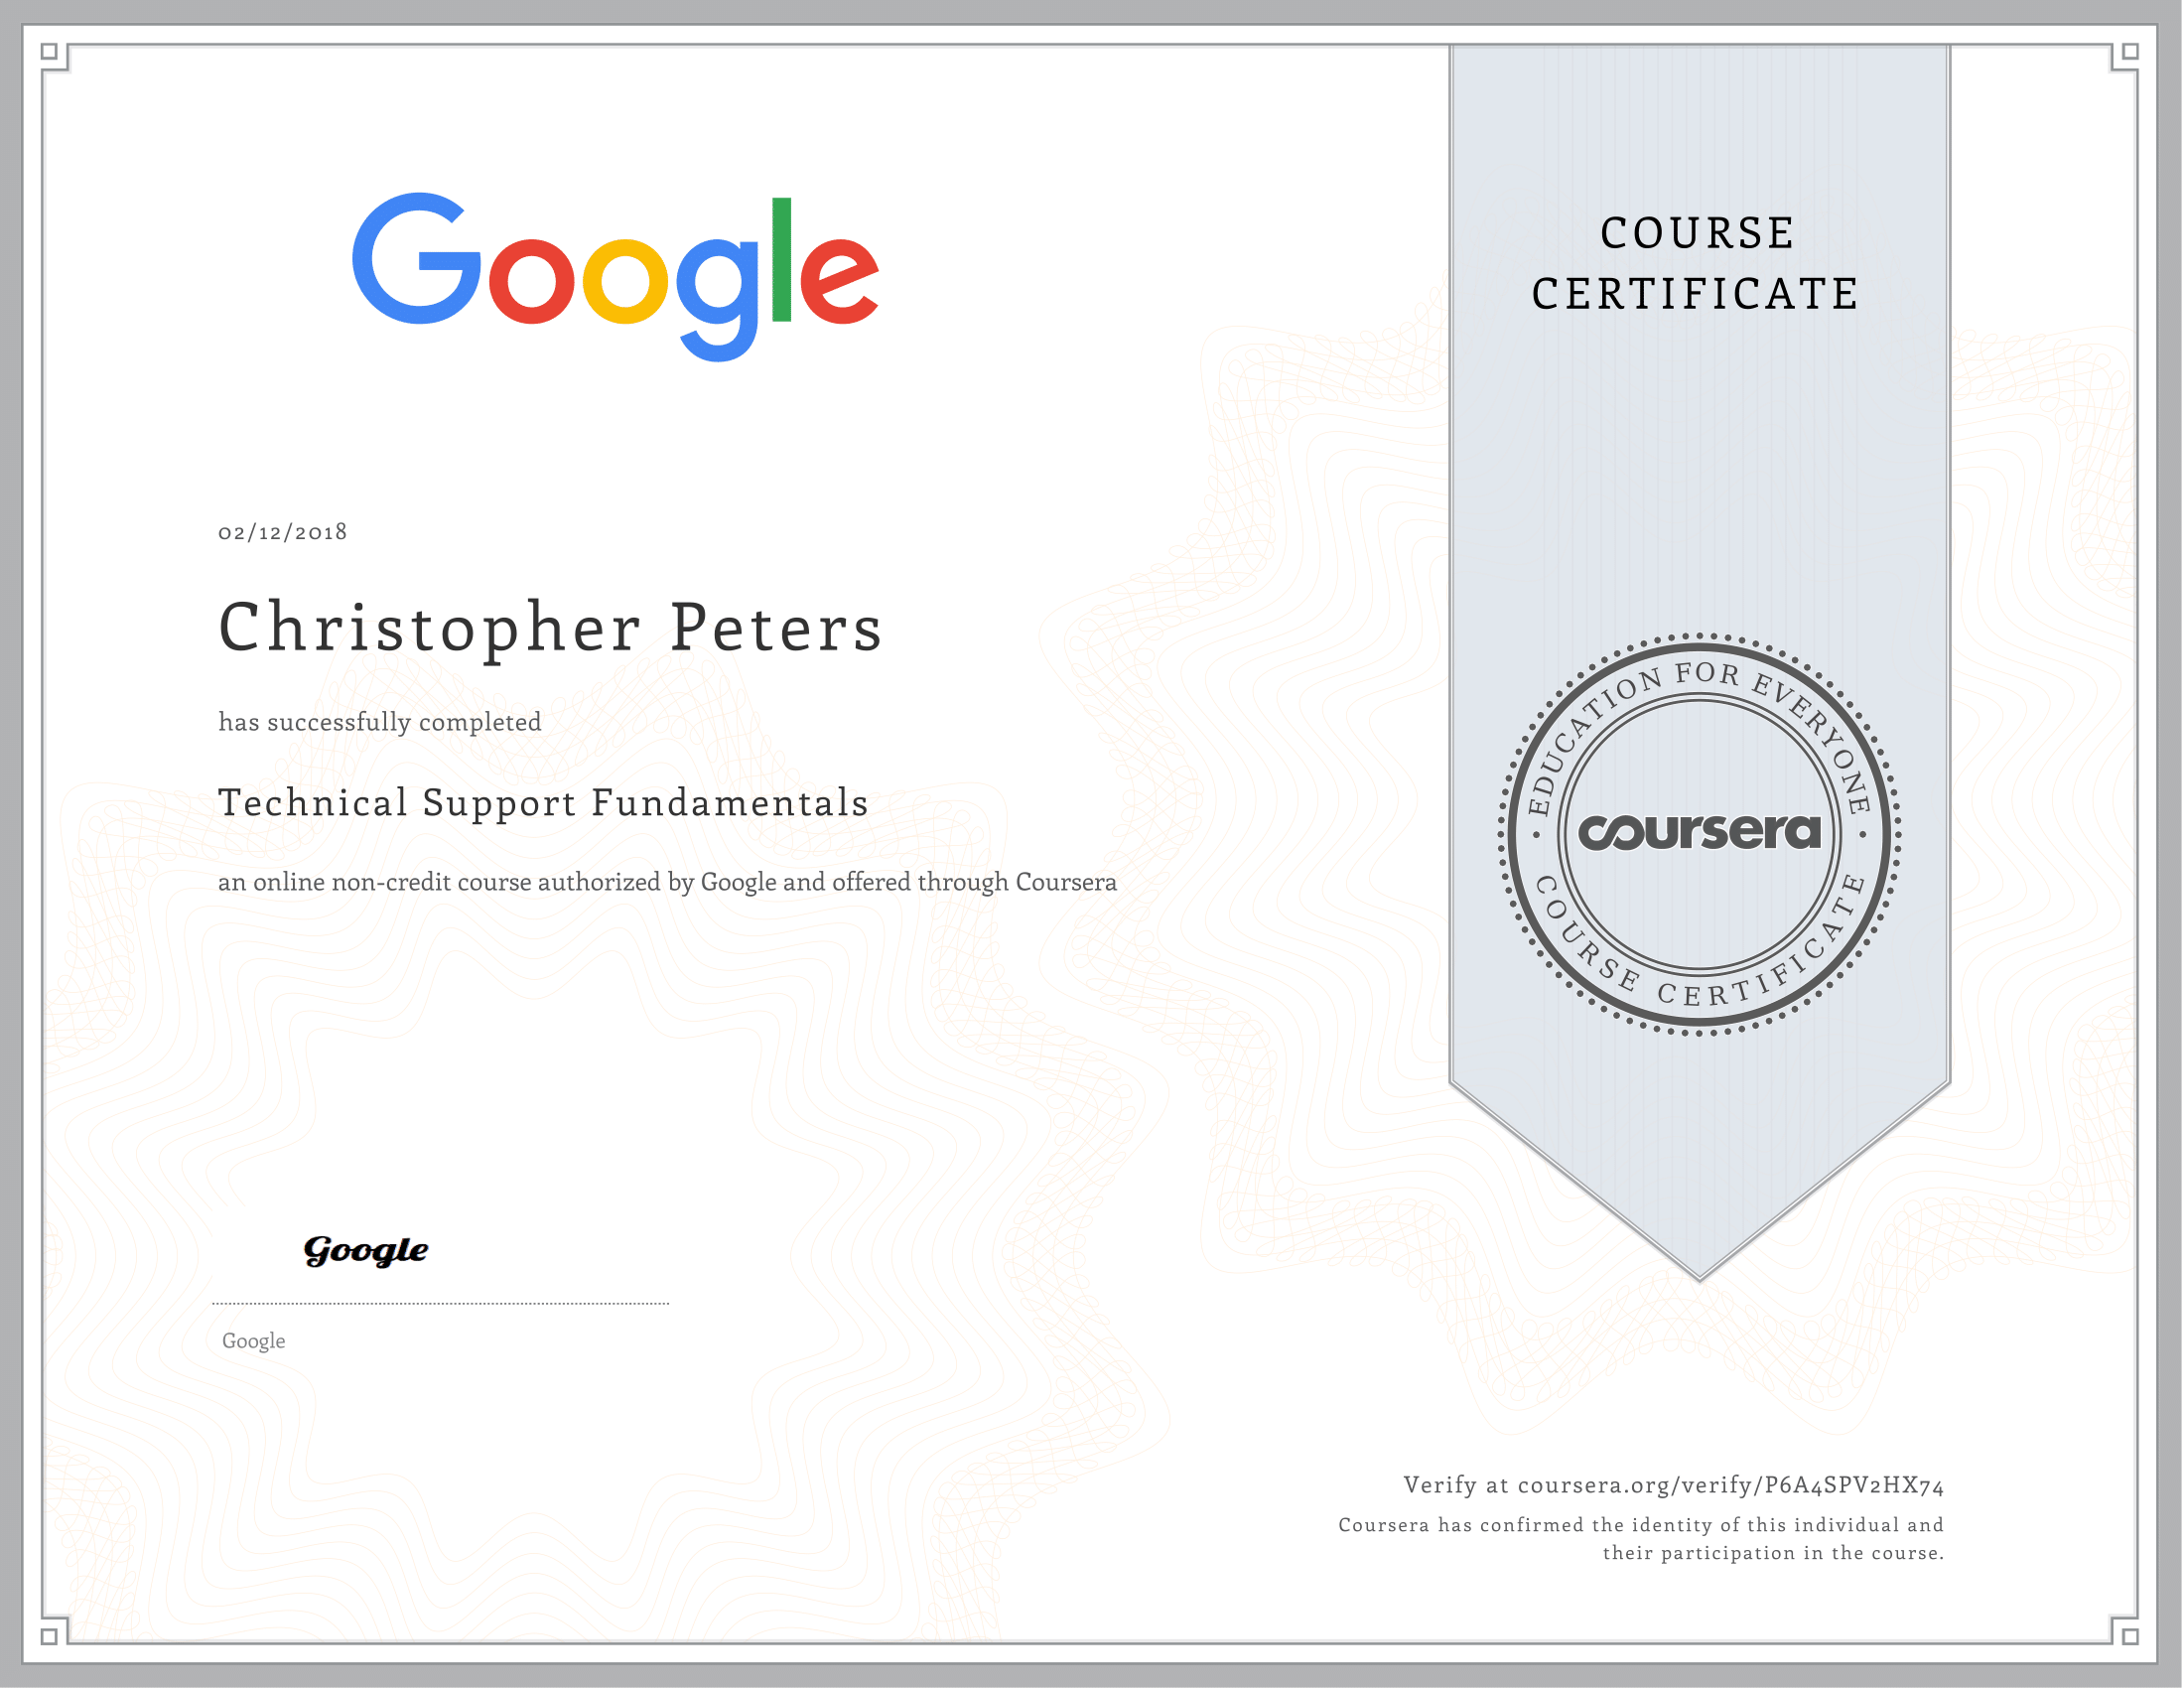 Google
COURSE
CERTIFICATE
02/12/2018
Christopher Peters
has successfully completed
Technical Support Fundamentals
an online non-credit course authorized by Google and offered through Coursera
EDUCATION FOR EVERYONE
coursera
COURSE CERTIFICATE
Google
Google
Verify at coursera.org/verify/P6A4SPV2HX74
Coursera has confirmed the identity of this individual and
their participation in the course.